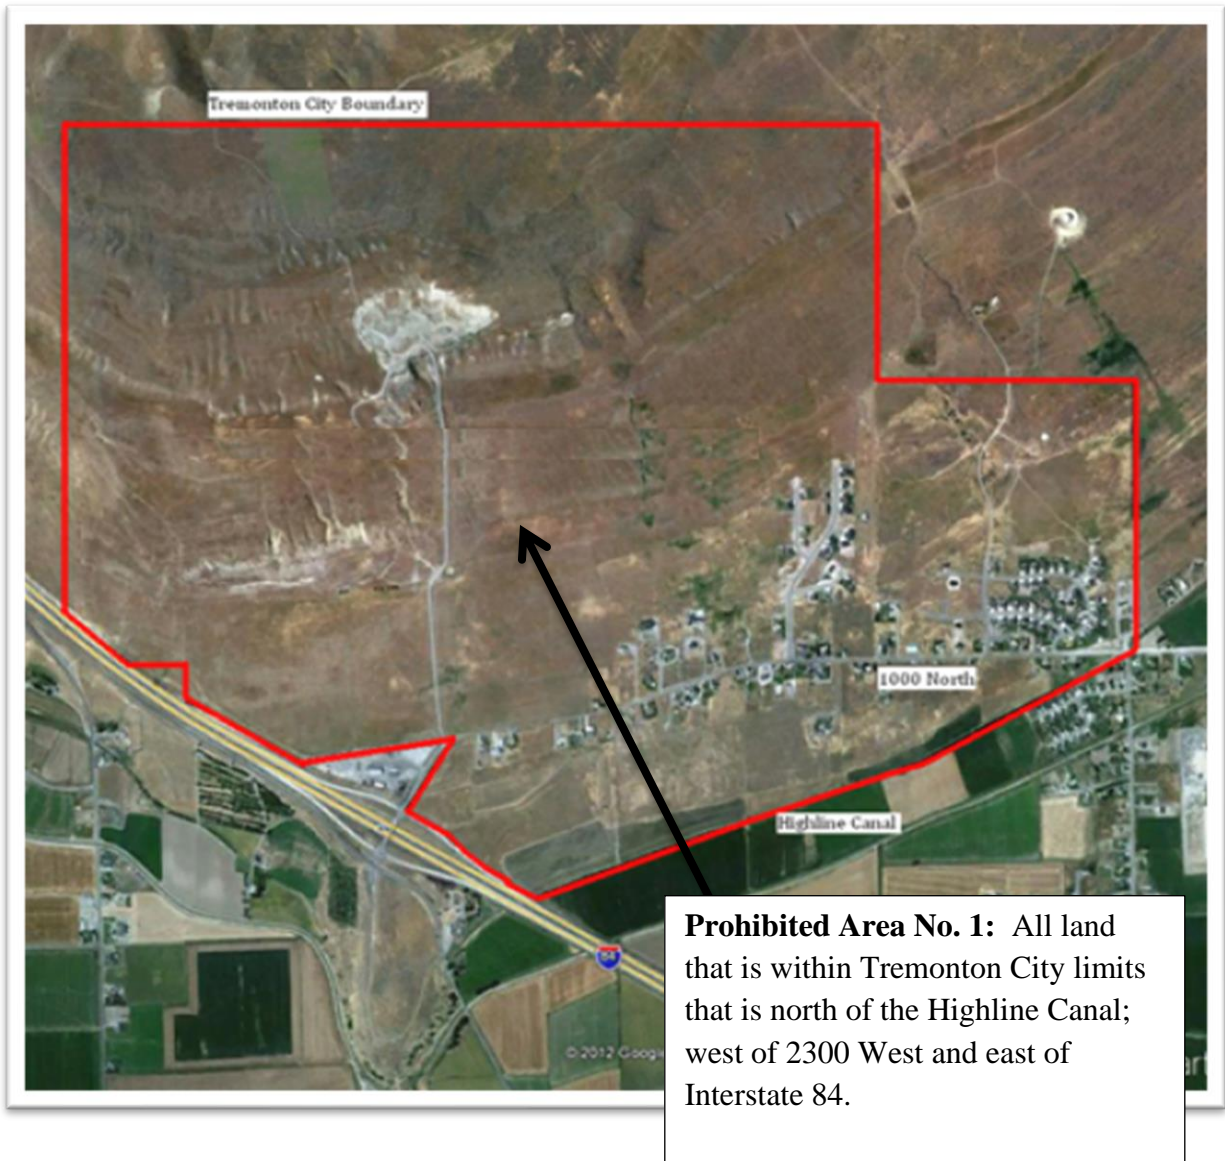 Tremonton City Boundary
1000 North
Highline Canal
84
© 2012 Google
Prohibited Area No. 1: All land
that is within Tremonton City limits
that is north of the Highline Canal;
west of 2300 West and east of
Interstate 84.